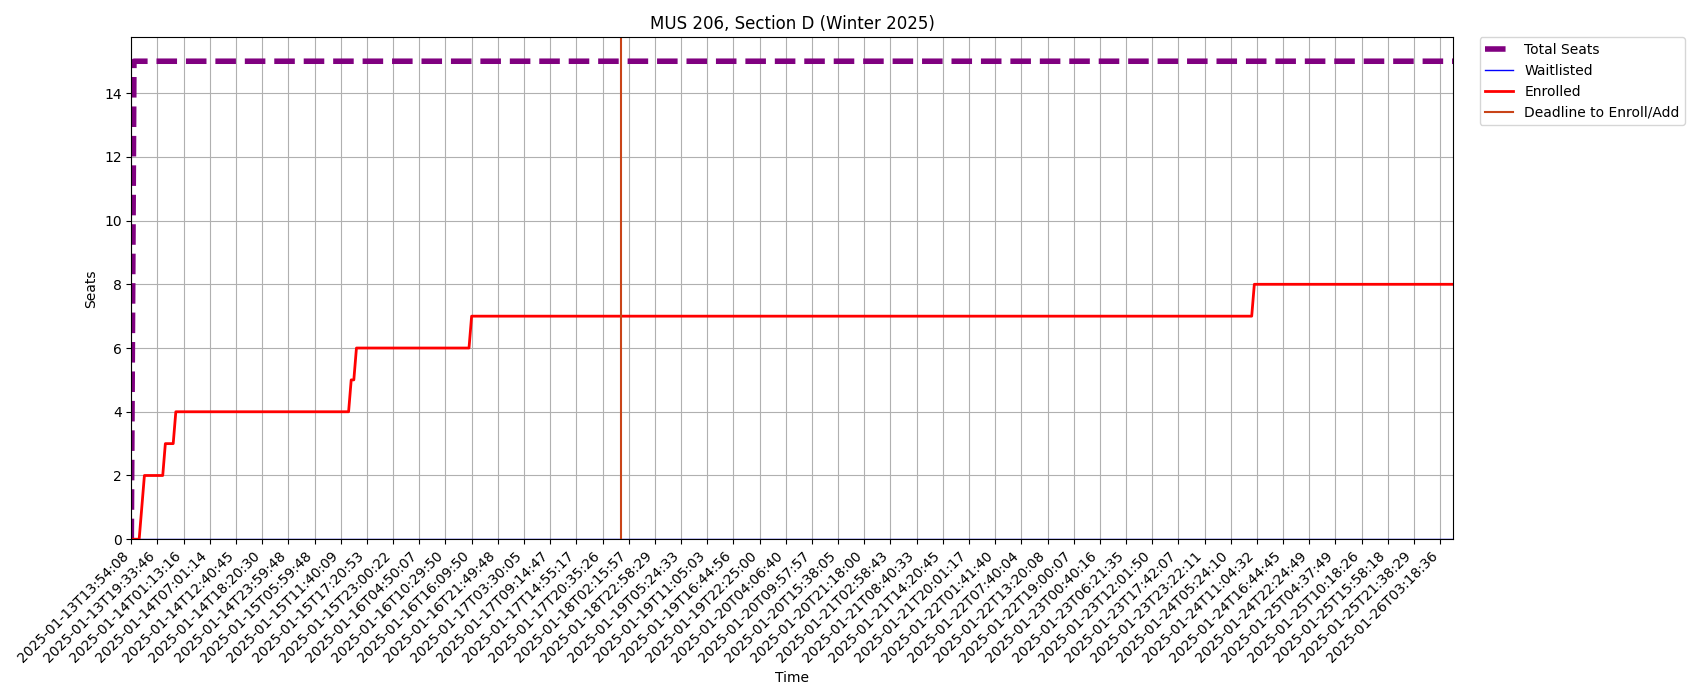 MUS 206, Section D (Winter 2025)
Total Seats
Waitlisted
Enrolled
Deadline to Enroll/Add
Seats
14
12
10
8
6
4
2
0
2025-01-13T13:54:08
2025-01-13T19:33:46
2025-01-14T01:13:16
2025-01-14T07:01:14
2025-01-14T12:40:45
2025-01-14T18:20:30
2025-01-14T23:59:48
2025-01-15T05:59:48
2025-01-15T11:40:09
2025-01-15T17:20:53
2025-01-15T23:00:22
2025-01-16T04:50:07
2025-01-16T10:29:50
2025-01-16T16:09:50
2025-01-16T21:49:48
2025-01-17T03:30:05
2025-01-17T09:14:47
2025-01-17T14:55:17
2025-01-17T20:35:26
2025-01-18T02:15:57
2025-01-18T22:58:29
2025-01-19T05:24:33
2025-01-19T11:05:03
2025-01-19T16:44:56
2025-01-19T22:25:00
2025-01-20T04:06:40
2025-01-20T09:57:57
2025-01-20T15:38:05
2025-01-20T21:18:00
2025-01-21T02:58:43
2025-01-21T08:40:33
2025-01-21T14:20:45
2025-01-21T20:01:17
2025-01-22T01:41:40
2025-01-22T07:40:04
2025-01-22T13:20:08
2025-01-22T19:00:07
2025-01-23T00:40:16
2025-01-23T06:21:35
2025-01-23T12:01:50
2025-01-23T17:42:07
2025-01-23T23:22:11
2025-01-24T05:24:10
2025-01-24T11:04:32
2025-01-24T16:44:45
2025-01-24T22:24:49
2025-01-25T04:37:49
2025-01-25T10:18:26
2025-01-25T15:58:18
2025-01-25T21:38:29
2025-01-26T03:18:36
Time